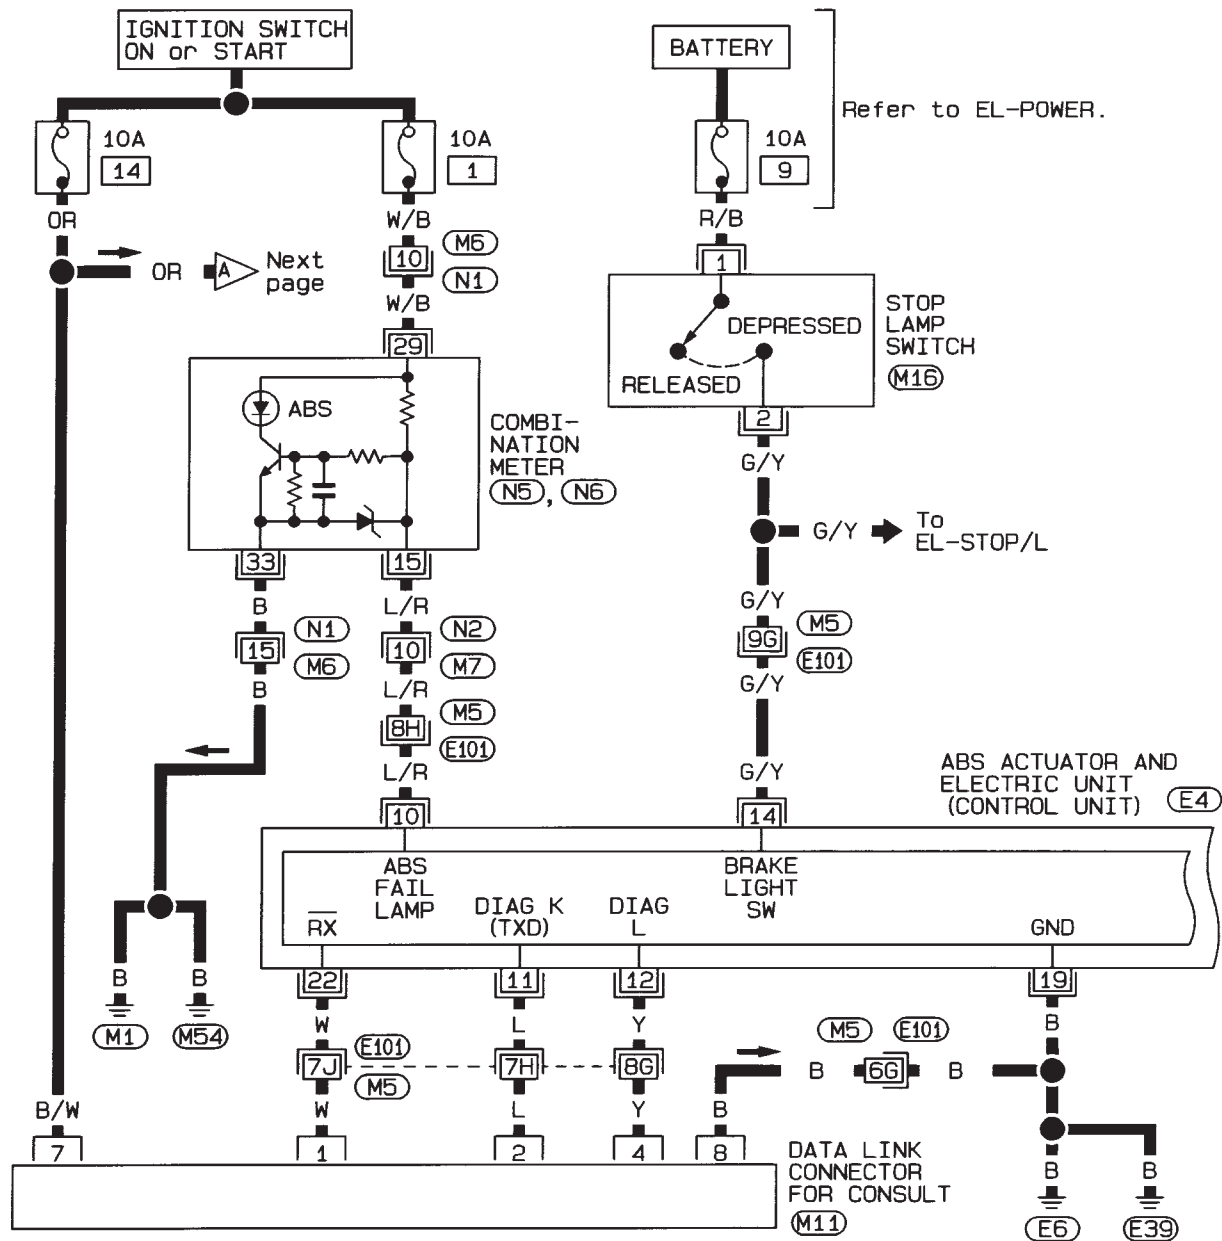 IGNITION SWITCH
ON or START
BATTERY
Refer to EL-POWER.
10A
14
10A
1
10A
9
OR
W/B
R/B
OR
A
Next
page
10
M6
N1
W/B
29
1
DEPRESSED
RELEASED
STOP
LAMP
SWITCH
M16
2
ABS
COMBI-
NATION
METER
N5, N6
G/Y
G/Y
To
EL-STOP/L
33
15
B
L/R
G/Y
15
N1
M6
10
N2
M7
9G
M5
E101
B
L/R
G/Y
8H
M5
E101
L/R
G/Y
10
14
ABS ACTUATOR AND
ELECTRIC UNIT
(CONTROL UNIT)
E4
ABS
FAIL
LAMP
BRAKE
LIGHT
SW
RX
DIAG K
(TXD)
DIAG
L
GND
22
11
12
19
B
B
M1
M54
W
L
Y
B
7J
E101
M5
7H
8G
M5
E101
B
6G
B
B/W
W
L
Y
B
7
1
2
4
8
DATA LINK
CONNECTOR
FOR CONSULT
M11
B
B
E6
E39